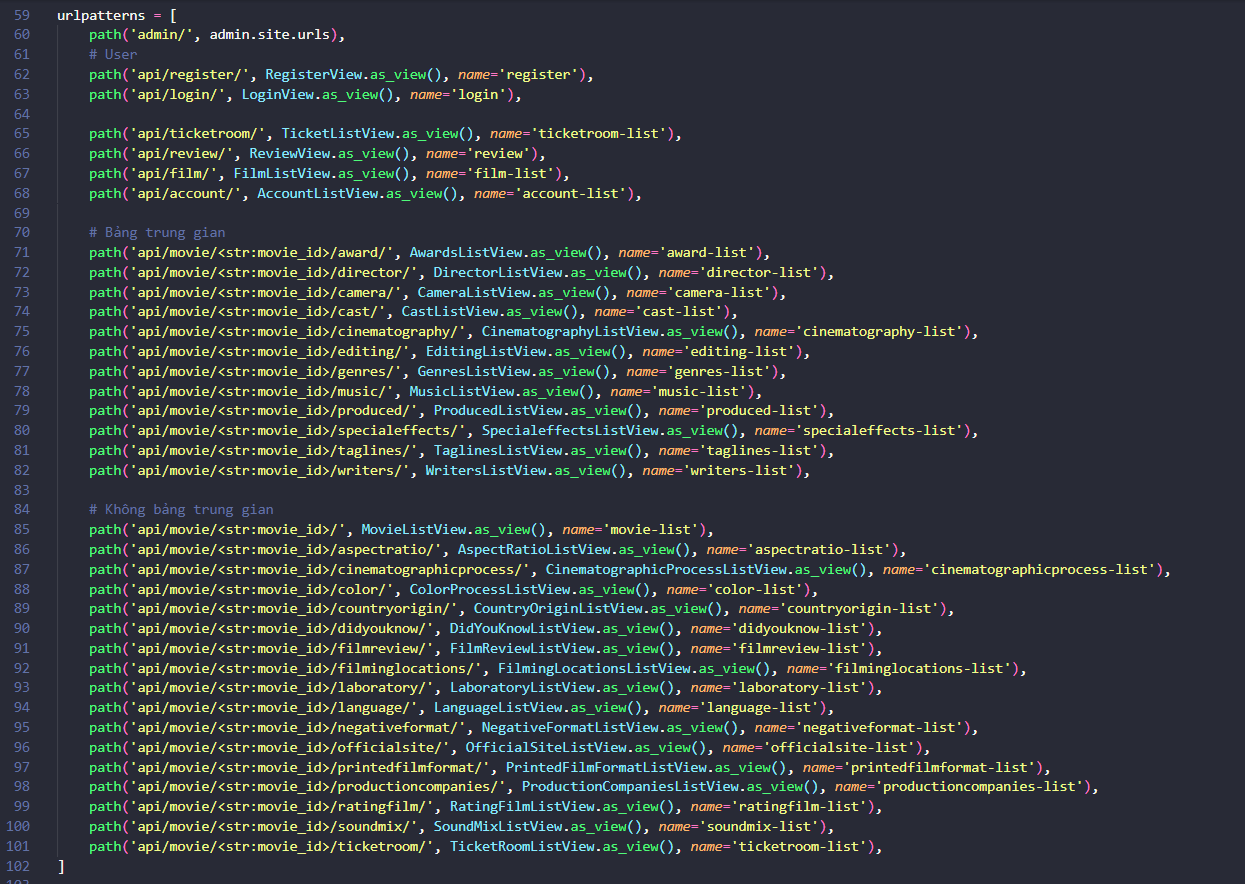 59 urlpatterns = [
60     path('admin/', admin.site.urls),
61     # User
62     path('api/register/', RegisterView.as_view(), name='register'),
63     path('api/login/', LoginView.as_view(), name='login'),
64
65     path('api/ticketroom/', TicketListView.as_view(), name='ticketroom-list'),
66     path('api/review/', ReviewView.as_view(), name='review'),
67     path('api/film/', FilmListView.as_view(), name='film-list'),
68     path('api/account/', AccountListView.as_view(), name='account-list'),
69
70     # Bảng trung gian
71     path('api/movie/<str:movie_id>/award/', AwardsListView.as_view(), name='award-list'),
72     path('api/movie/<str:movie_id>/director/', DirectorListView.as_view(), name='director-list'),
73     path('api/movie/<str:movie_id>/camera/', CameraListView.as_view(), name='camera-list'),
74     path('api/movie/<str:movie_id>/cast/', CastListView.as_view(), name='cast-list'),
75     path('api/movie/<str:movie_id>/cinematography/', CinematographyListView.as_view(), name='cinematography-list'),
76     path('api/movie/<str:movie_id>/editing/', EditingListView.as_view(), name='editing-list'),
77     path('api/movie/<str:movie_id>/genres/', GenresListView.as_view(), name='genres-list'),
78     path('api/movie/<str:movie_id>/music/', MusicListView.as_view(), name='music-list'),
79     path('api/movie/<str:movie_id>/produced/', ProducedListView.as_view(), name='produced-list'),
80     path('api/movie/<str:movie_id>/specialeffects/', SpecialeffectsListView.as_view(), name='specialeffects-list'),
81     path('api/movie/<str:movie_id>/taglines/', TaglinesListView.as_view(), name='taglines-list'),
82     path('api/movie/<str:movie_id>/writers/', WritersListView.as_view(), name='writers-list'),
83
84     # Không bảng trung gian
85     path('api/movie/<str:movie_id>/', MovieListView.as_view(), name='movie-list'),
86     path('api/movie/<str:movie_id>/aspectratio/', AspectRatioListView.as_view(), name='aspectratio-list'),
87     path('api/movie/<str:movie_id>/cinematographicprocess/', CinematographicProcessListView.as_view(), name='cinematographicprocess-list'),
88     path('api/movie/<str:movie_id>/color/', ColorProcessListView.as_view(), name='color-list'),
89     path('api/movie/<str:movie_id>/countryorigin/', CountryOriginListView.as_view(), name='countryorigin-list'),
90     path('api/movie/<str:movie_id>/didyouknow/', DidYouKnowListView.as_view(), name='didyouknow-list'),
91     path('api/movie/<str:movie_id>/filmreview/', FilmReviewListView.as_view(), name='filmreview-list'),
92     path('api/movie/<str:movie_id>/filminglocations/', FilmingLocationsListView.as_view(), name='filminglocations-list'),
93     path('api/movie/<str:movie_id>/laboratory/', LaboratoryListView.as_view(), name='laboratory-list'),
94     path('api/movie/<str:movie_id>/language/', LanguageListView.as_view(), name='language-list'),
95     path('api/movie/<str:movie_id>/negativeformat/', NegativeFormatListView.as_view(), name='negativeformat-list'),
96     path('api/movie/<str:movie_id>/officialsite/', OfficialSiteListView.as_view(), name='officialsite-list'),
97     path('api/movie/<str:movie_id>/printedfilmformat/', PrintedFilmFormatListView.as_view(), name='printedfilmformat-list'),
98     path('api/movie/<str:movie_id>/productioncompanies/', ProductionCompaniesListView.as_view(), name='productioncompanies-list'),
99     path('api/movie/<str:movie_id>/ratingfilm/', RatingFilmListView.as_view(), name='ratingfilm-list'),
100     path('api/movie/<str:movie_id>/soundmix/', SoundMixListView.as_view(), name='soundmix-list'),
101     path('api/movie/<str:movie_id>/ticketroom/', TicketRoomListView.as_view(), name='ticketroom-list'),
102 ]